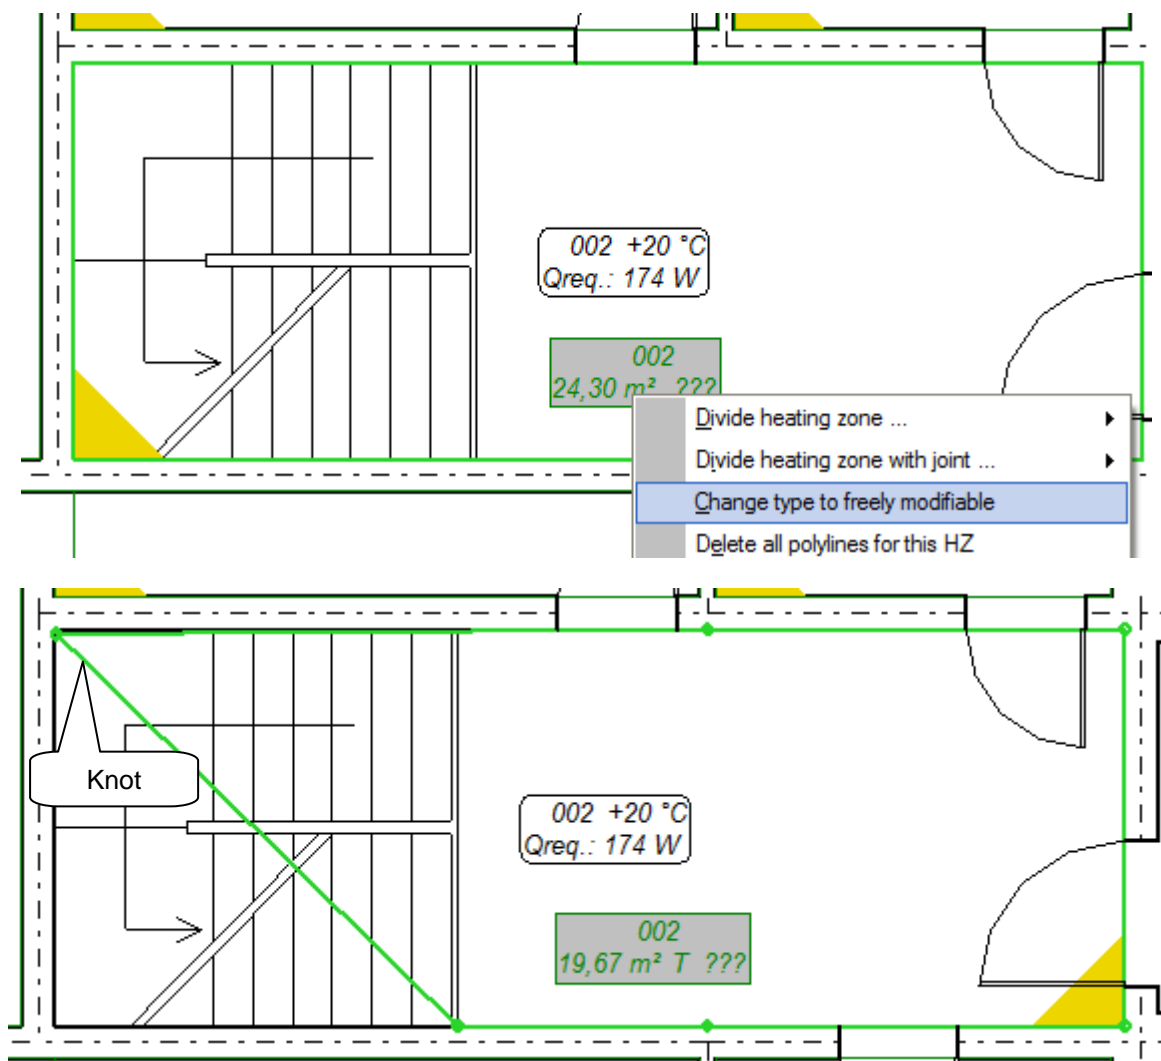 002 +20 °C
Qreq.: 174 W
002
24,30 m² ???
Divide heating zone ...
Divide heating zone with joint ...
Change type to freely modifiable
Delete all polylines for this HZ
Knot
002 +20 °C
Qreq.: 174 W
002
19,67 m² T ???